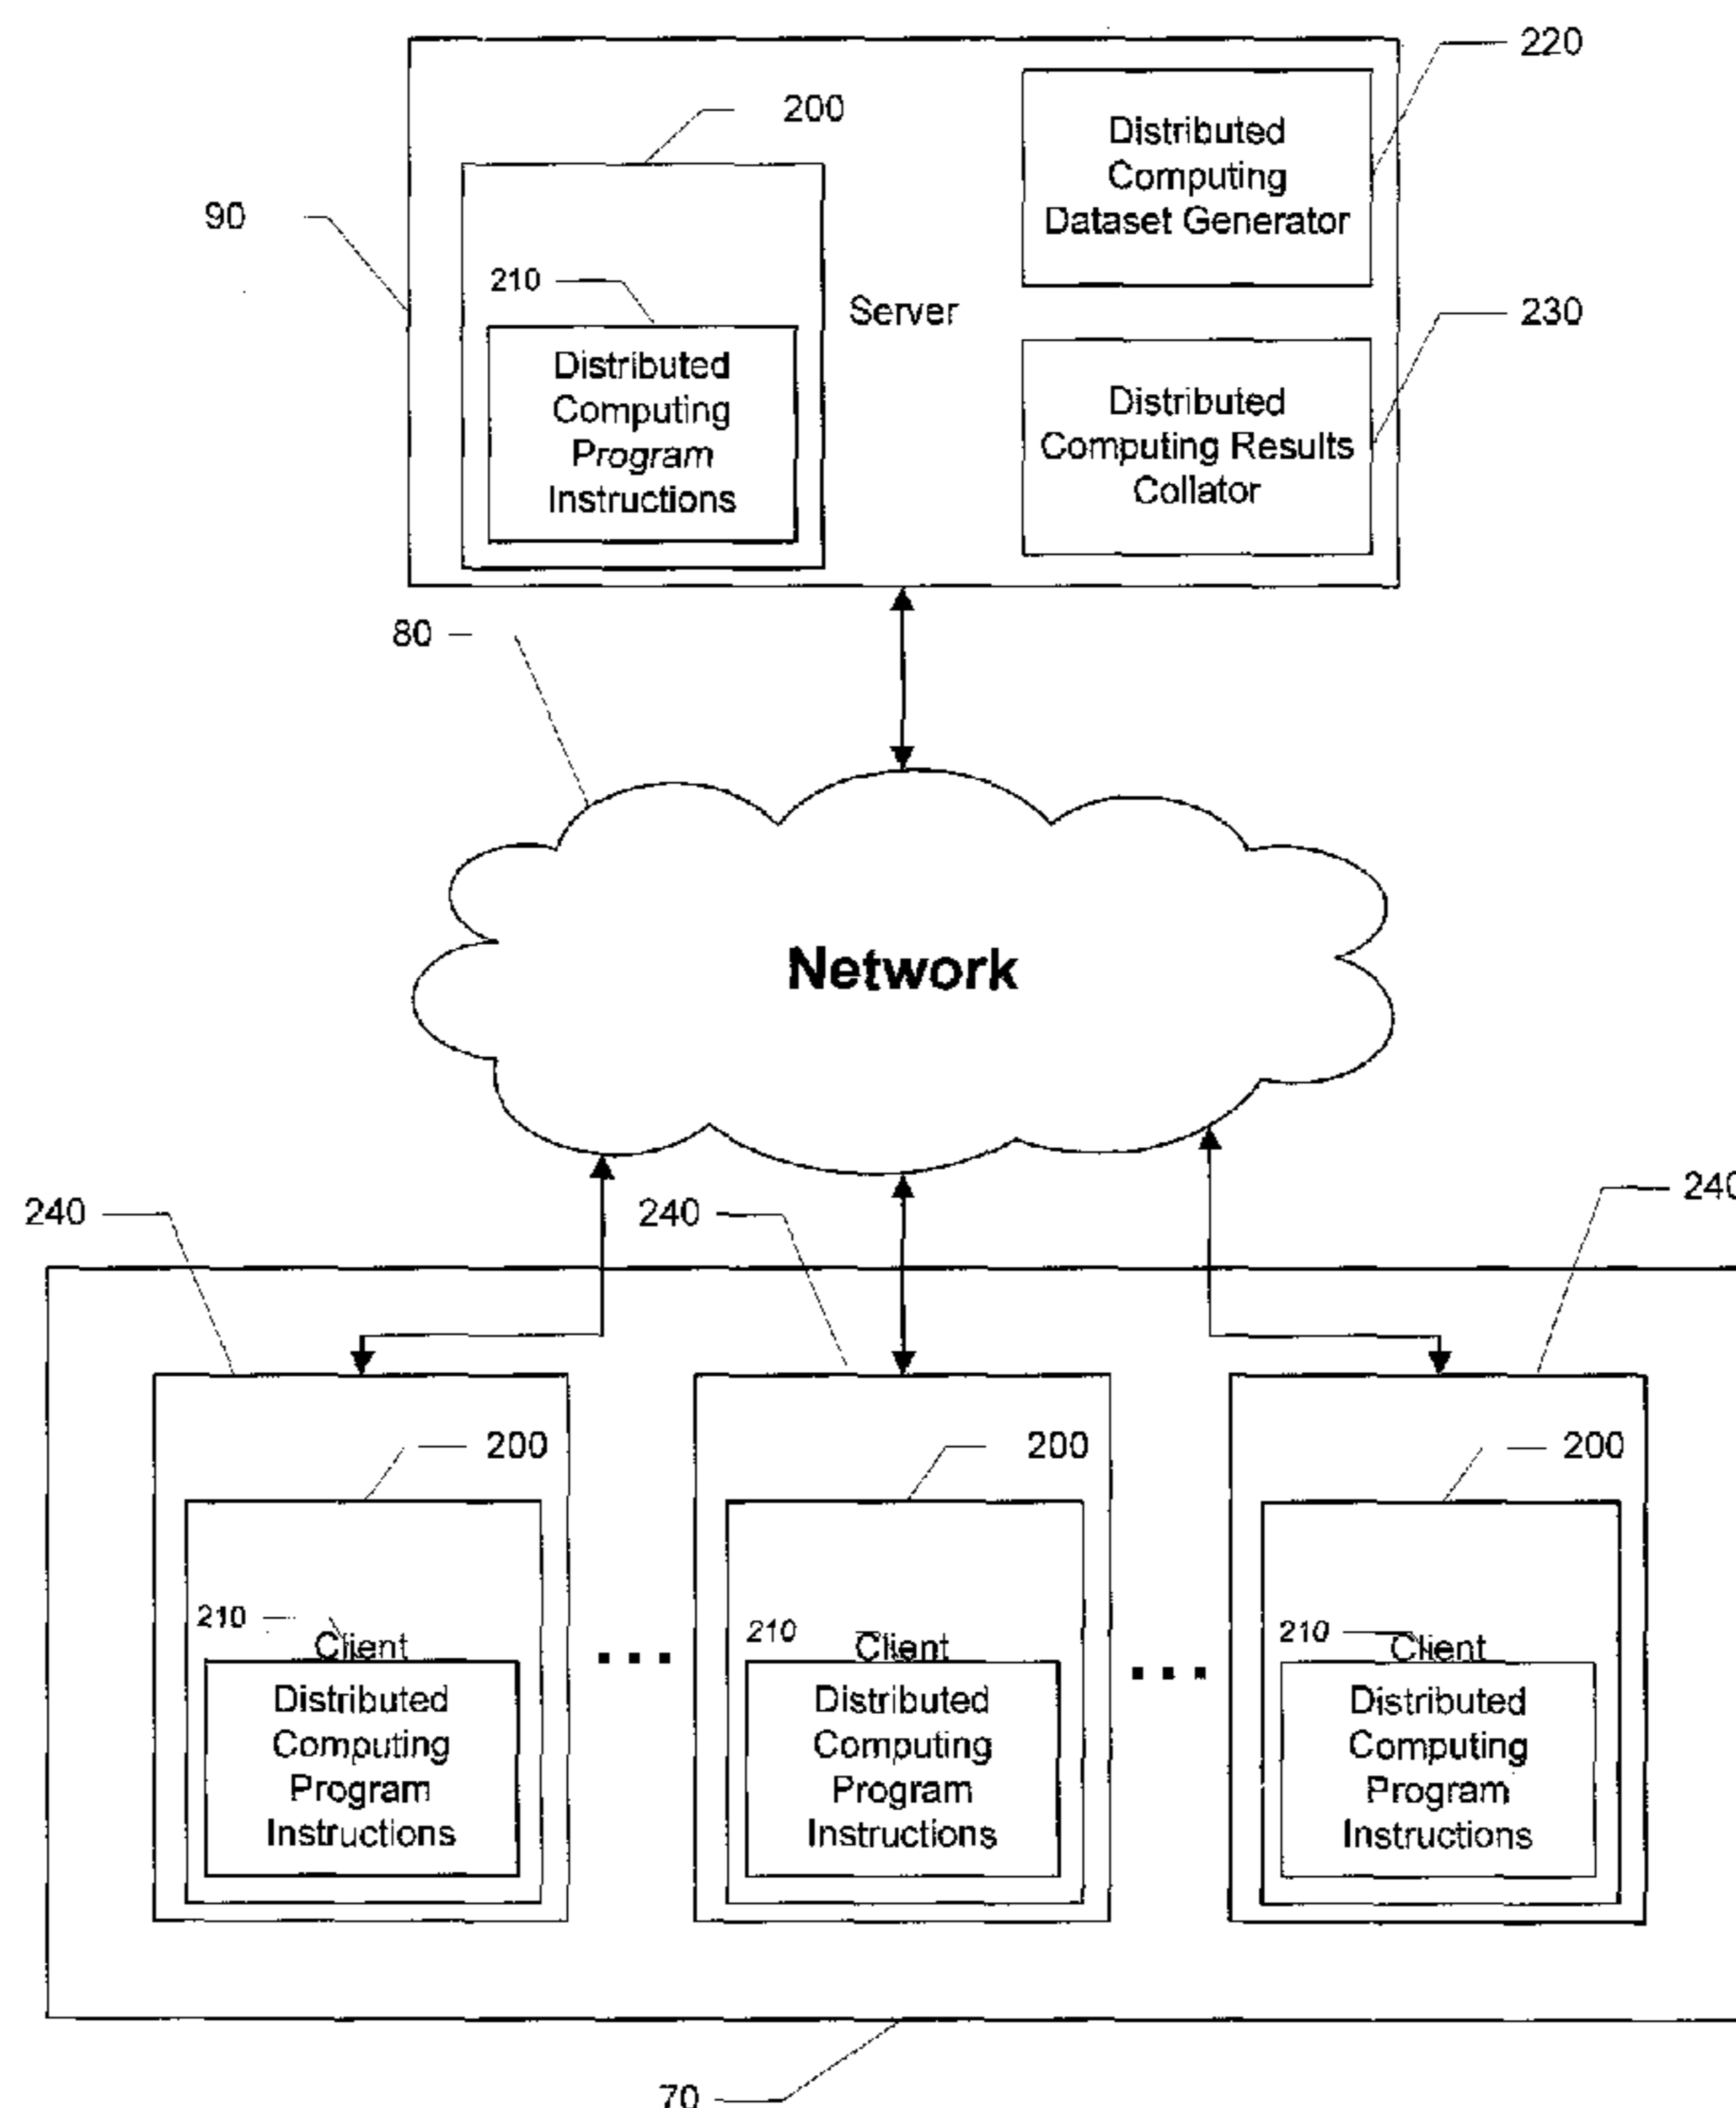 220
200
Distributed
Computing
Dataset Generator
90
210
Server
230
Distributed
Computing
Program
Instructions
Distributed
Computing Results
Collator
80
Network
240
240
240
200
200
200
210
Client
Distributed
Computing
Program
Instructions
210
Client
Distributed
Computing
Program
Instructions
210
Client
Distributed
Computing
Program
Instructions
70